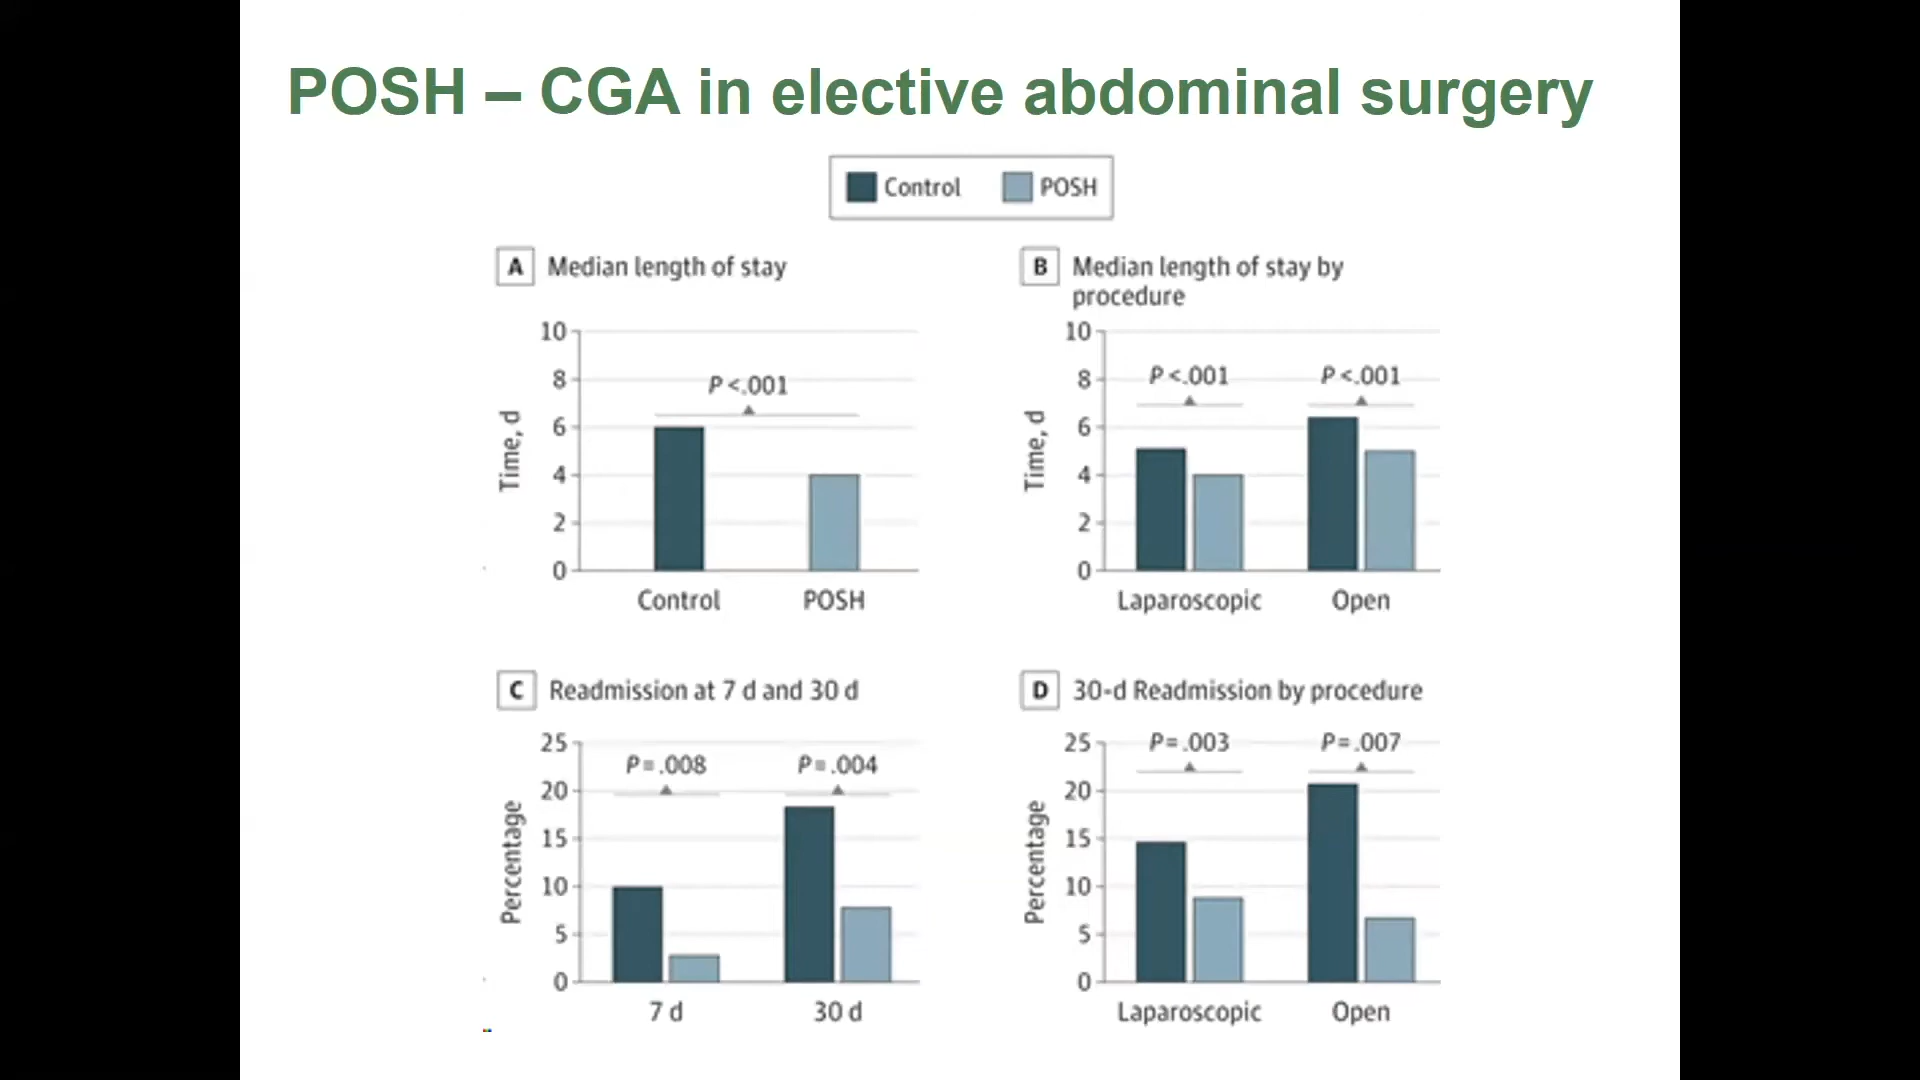 POSH – CGA in elective abdominal surgery
Control
POSH
A Median length of stay
10
8
6
4
2
0
Time, d
P <.001
Control
POSH
B Median length of stay by
procedure
10
8
6
4
2
0
Time, d
P <.001
P <.001
Laparoscopic
Open
C Readmission at 7 d and 30 d
25
20
15
10
5
0
Percentage
P = .008
P = .004
7 d
30 d
D 30-d Readmission by procedure
25
20
15
10
5
0
Percentage
P = .003
P = .007
Laparoscopic
Open